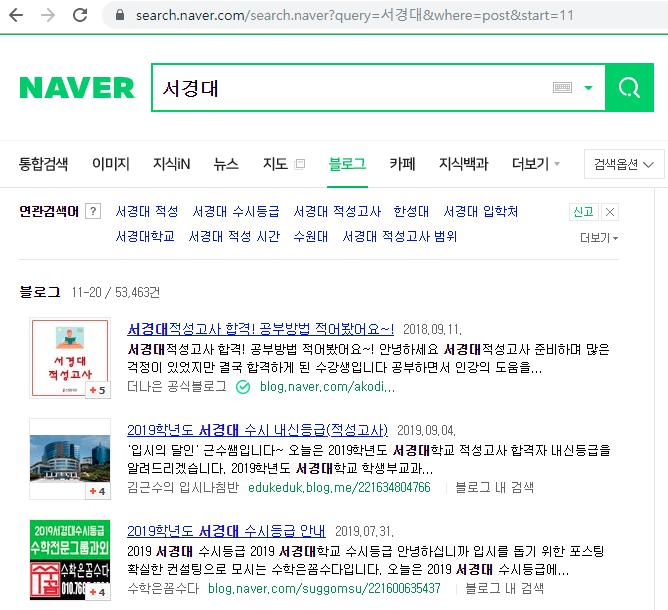 search.naver.com/search.naver?query=서경대&where=post&start=11
NAVER 서경대
통합검색 이미지 지식iN 뉴스 지도 블로그 카페 지식백과 더보기 검색옵션
연관검색어 ? 서경대 적성 서경대 수시등급 서경대 적성고사 한성대 서경대 입학처 신고
서경대학교 서경대 적성 시간 수원대 서경대 적성고사 범위 더보기
블로그 11-20 / 53,463건
서경대
적성고사
+5
서경대적성고사 합격! 공부방법 적어봤어요~! 2018.09.11.
서경대적성고사 합격! 공부방법 적어봤어요~! 안녕하세요 서경대적성고사 준비하며 많은
걱정이 있었지만 결국 합격하게 된 수강생입니다 공부하면서 인강의 도움을...
더나은 공식블로그 blog.naver.com/akodi...
+4
2019학년도 서경대 수시 내신등급(적성고사) 2019.09.04.
'입시의 달인' 근수쌤입니다~ 오늘은 2019학년도 서경대학교 적성고사 합격자 내신등급을
알려드리겠습니다. 2019학년도 서경대학교 학생부교과...
김근수의 입시나침반 edukeduk.blog.me/221634804766 블로그 내 검색
2019서경대수시등급
수학전문그룹과외
수학은꼼수다
+4
2019학년도 서경대 수시등급 안내 2019.07.31.
2019 서경대 수시등급 2019 서경대학교 수시등급 안녕하십니까 입시를 돕기 위한 포스팅
확실한 컨설팅으로 모시는 수학은꼼수다입니다. 오늘은 2019 서경대 수시등급에...
수학은꼼수다 blog.naver.com/suggomsu/221600635437 블로그 내 검색